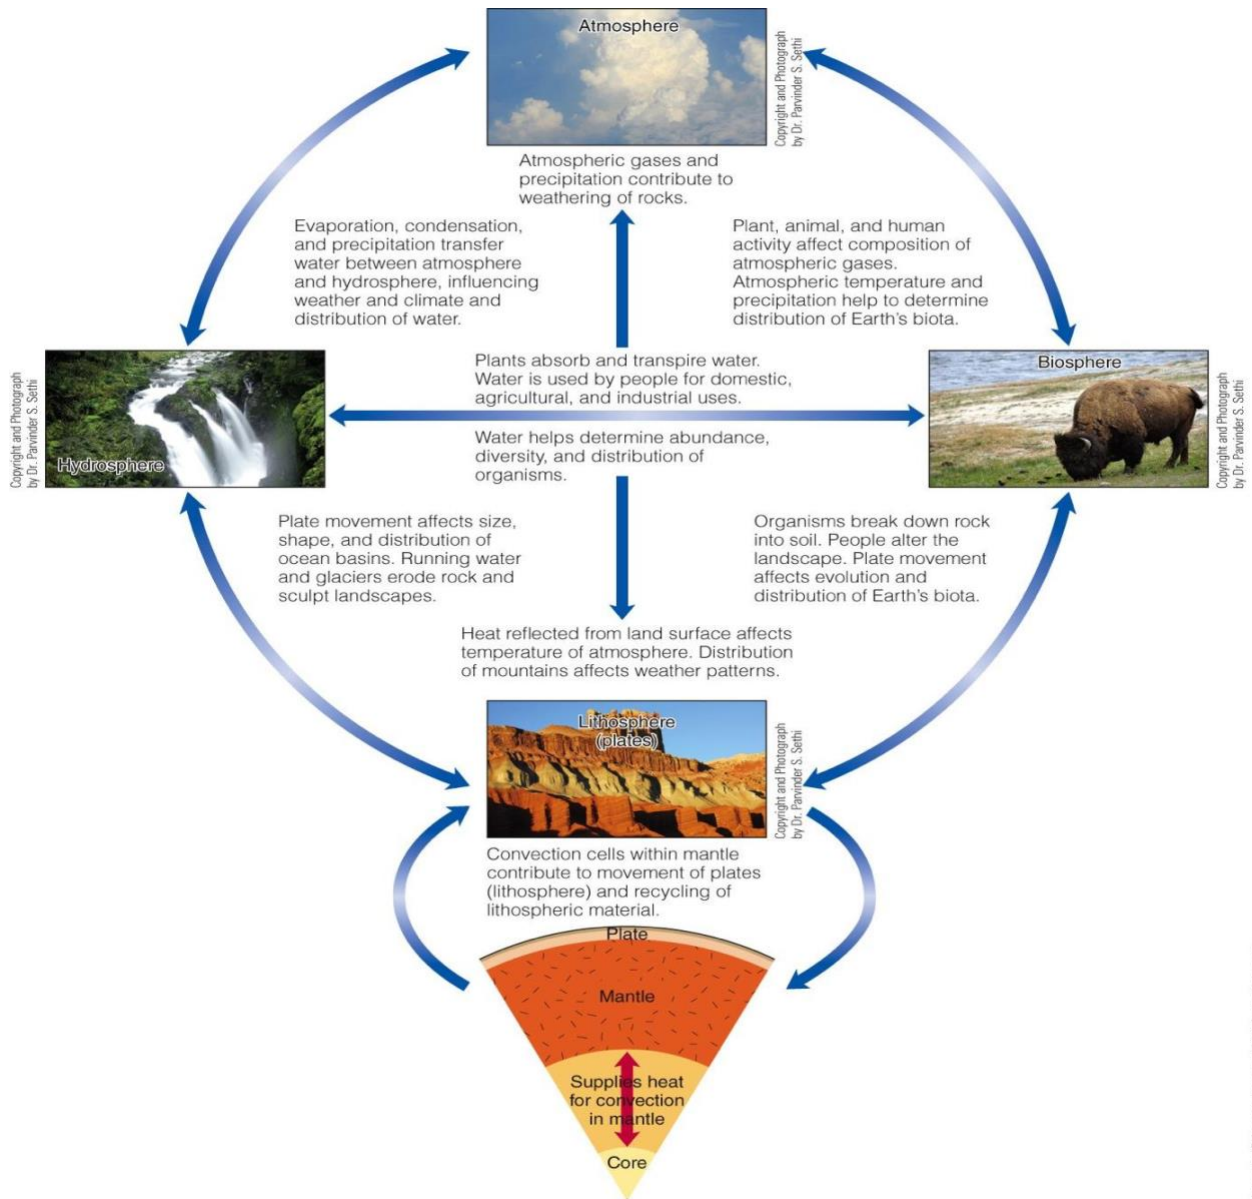 Atmosphere
Copyright and Photograph
by Dr. Parvinder S. Sethi
Atmospheric gases and
precipitation contribute to
weathering of rocks.
Evaporation, condensation,
and precipitation transfer
water between atmosphere
and hydrosphere, influencing
weather and climate and
distribution of water.
Plant, animal, and human
activity affect composition of
atmospheric gases.
Atmospheric temperature and
precipitation help to determine
distribution of Earth's biota.
Copyright and Photograph
by Dr. Parvinder S. Sethi
Hydrosphere
Plants absorb and transpire water.
Water is used by people for domestic,
agricultural, and industrial uses.
Water helps determine abundance,
diversity, and distribution of
organisms.
Biosphere
Copyright and Photograph
by Dr. Parvinder S. Sethi
Plate movement affects size,
shape, and distribution of
ocean basins. Running water
and glaciers erode rock and
sculpt landscapes.
Organisms break down rock
into soil. People alter the
landscape. Plate movement
affects evolution and
distribution of Earth's biota.
Heat reflected from land surface affects
temperature of atmosphere. Distribution
of mountains affects weather patterns.
Lithosphere
(plates)
Copyright and Photograph
by Dr. Parvinder S. Sethi
Convection cells within mantle
contribute to movement of plates
(lithosphere) and recycling of
lithospheric material.
Plate
Mantle
Supplies heat
for convection
in mantle
Core